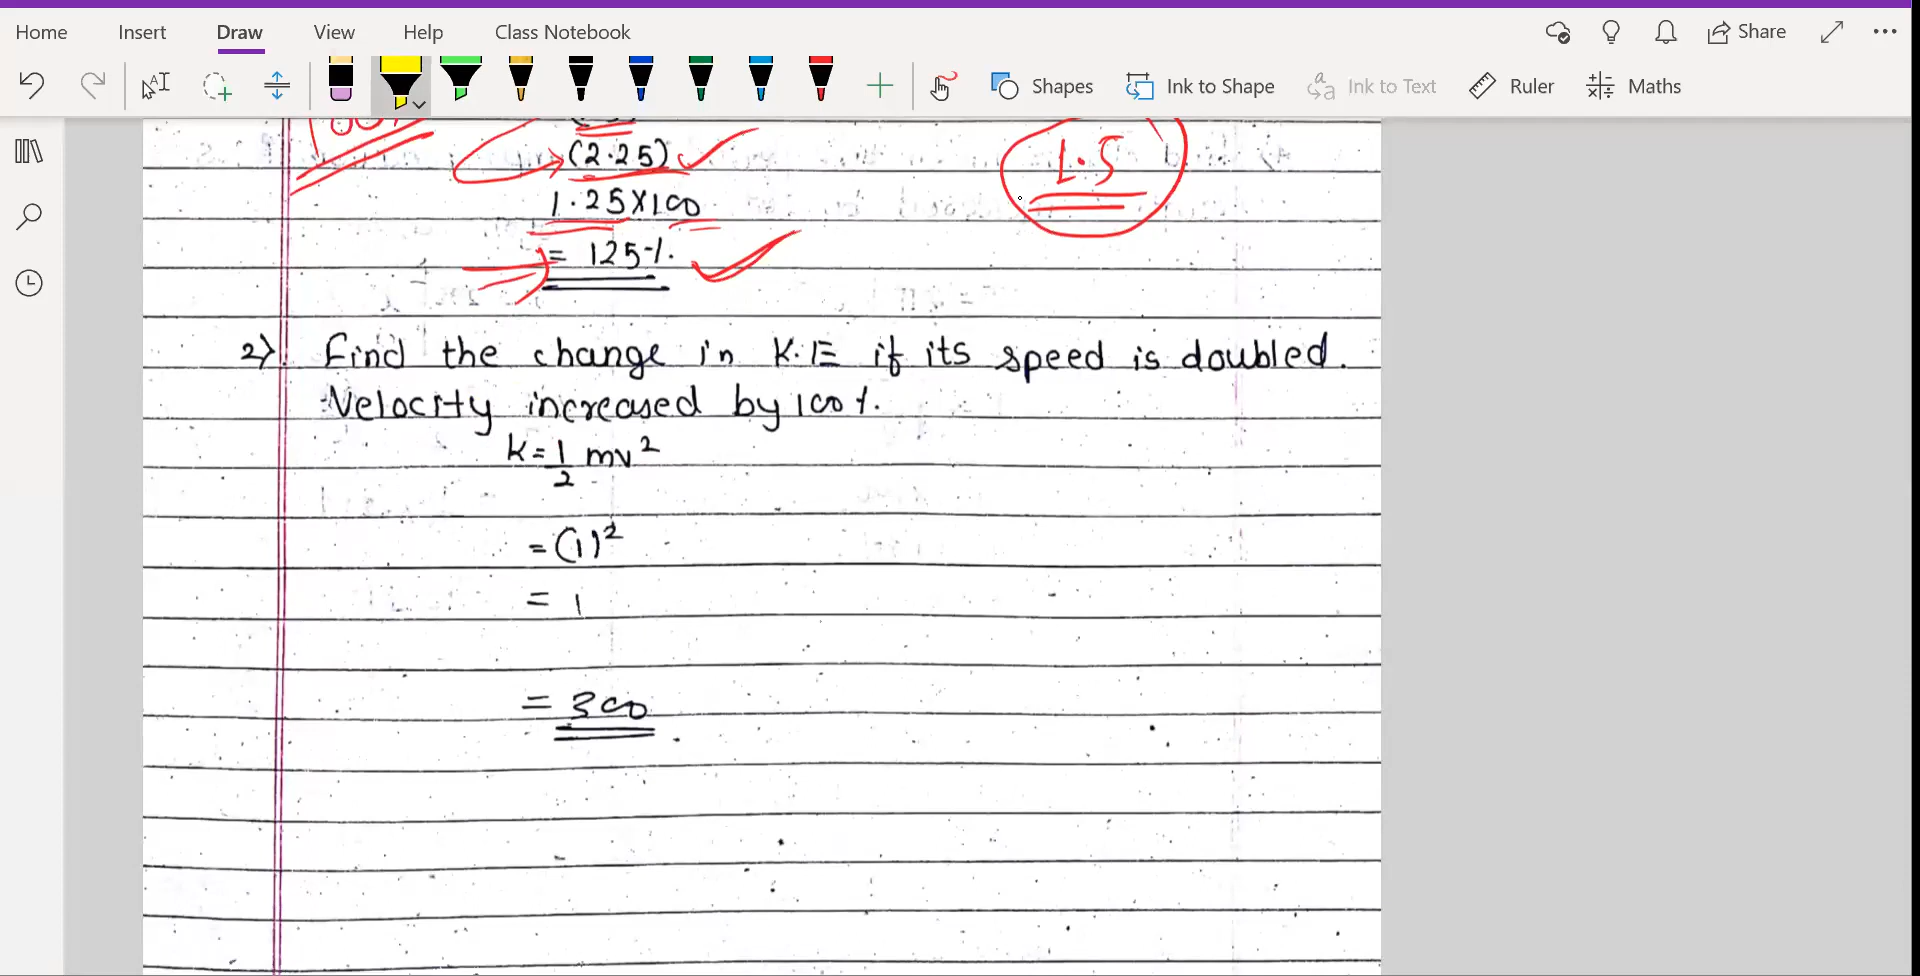 Home Insert Draw View Help Class Notebook Share
Shapes Ink to Shape Ink to Text Ruler Maths
(2.25)
1.5
1.25X100
= 125%.
2) Find the change in K.E if its speed is doubled.
Velocity increased by 100%.
K = 1/2 mv²
= (1)²
= 1
= 300